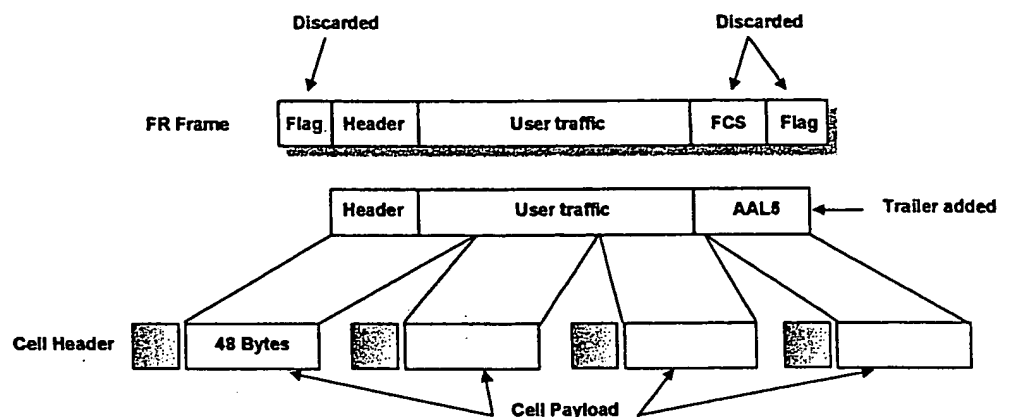 Discarded Discarded
FR Frame Flag Header User traffic FCS Flag
Header User traffic AAL5 Trailer added
Cell Header 48 Bytes
Cell Payload